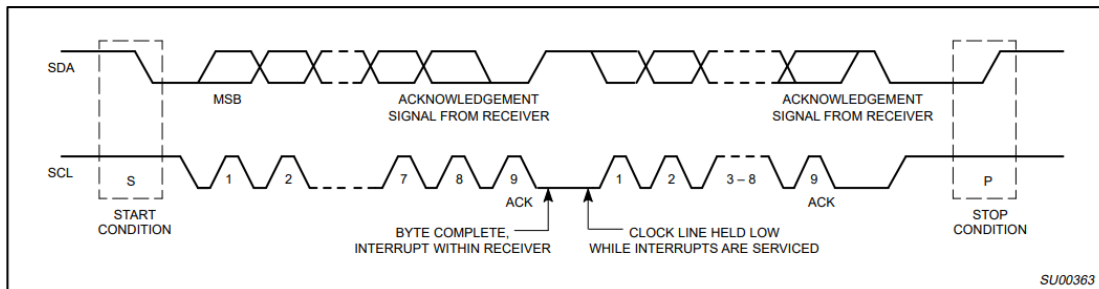 SDA
MSB
ACKNOWLEDGEMENT
SIGNAL FROM RECEIVER
ACKNOWLEDGEMENT
SIGNAL FROM RECEIVER
SCL
S
1
2
7
8
9
1
2
3 – 8
9
P
ACK
ACK
START
CONDITION
BYTE COMPLETE,
INTERRUPT WITHIN RECEIVER
CLOCK LINE HELD LOW
WHILE INTERRUPTS ARE SERVICED
STOP
CONDITION
SU00363